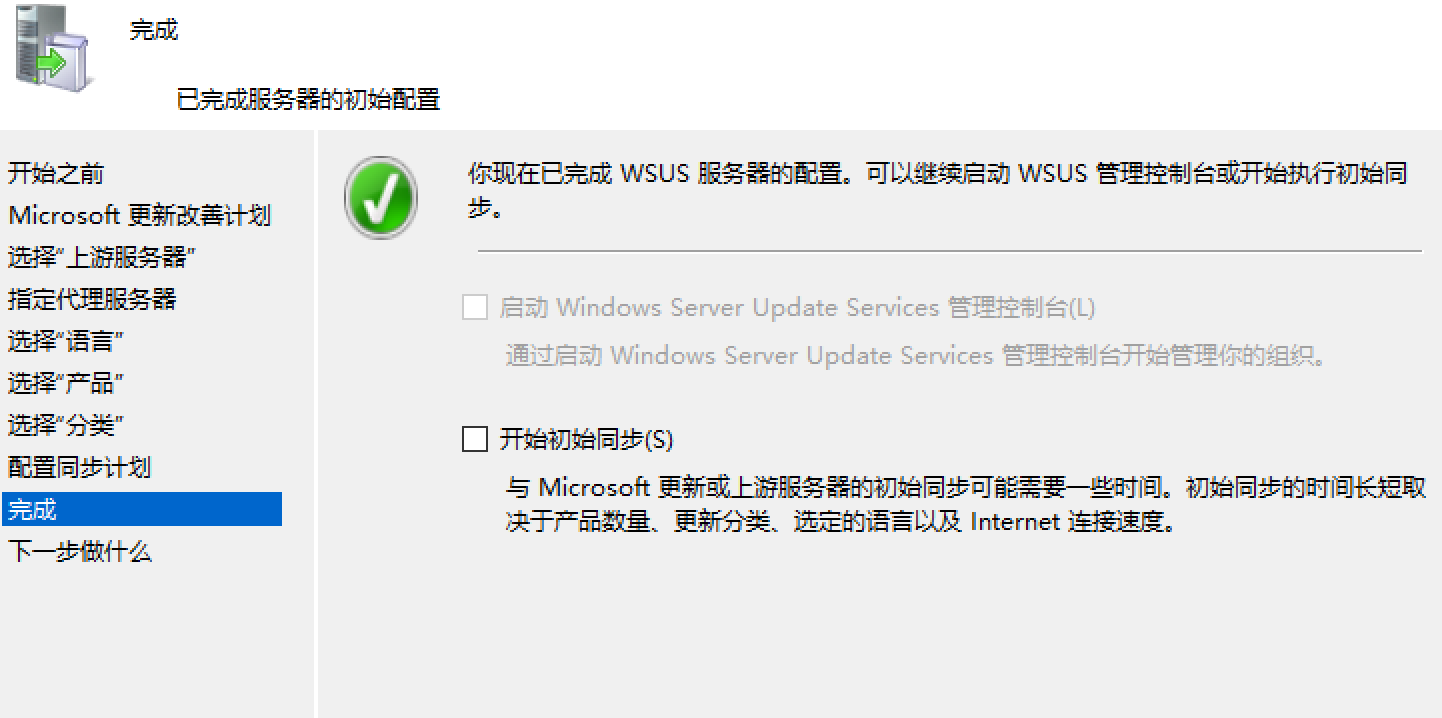 完成
已完成服务器的初始配置
开始之前
Microsoft 更新改善计划
选择“上游服务器”
指定代理服务器
选择“语言”
选择“产品”
选择“分类”
配置同步计划
完成
下一步做什么
你现在已完成 WSUS 服务器的配置。可以继续启动 WSUS 管理控制台或开始执行初始同
步。
启动 Windows Server Update Services 管理控制台(L)
通过启动 Windows Server Update Services 管理控制台开始管理你的组织。
开始初始同步(S)
与 Microsoft 更新或上游服务器的初始同步可能需要一些时间。初始同步的时间长短取
决于产品数量、更新分类、选定的语言以及 Internet 连接速度。